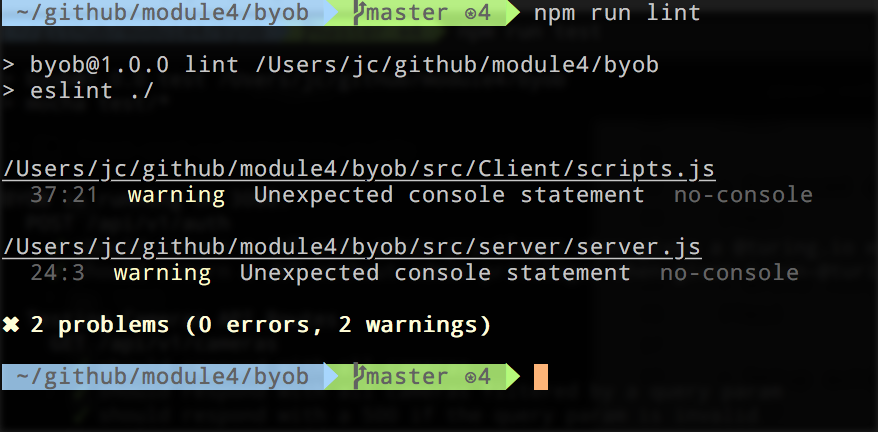 ~/github/module4/byob master ⊙4 npm run lint
> byob@1.0.0 lint /Users/jc/github/module4/byob
> eslint ./
/Users/jc/github/module4/byob/src/Client/scripts.js
37:21 warning Unexpected console statement no-console
/Users/jc/github/module4/byob/src/server/server.js
24:3 warning Unexpected console statement no-console
✖ 2 problems (0 errors, 2 warnings)
~/github/module4/byob master ⊙4